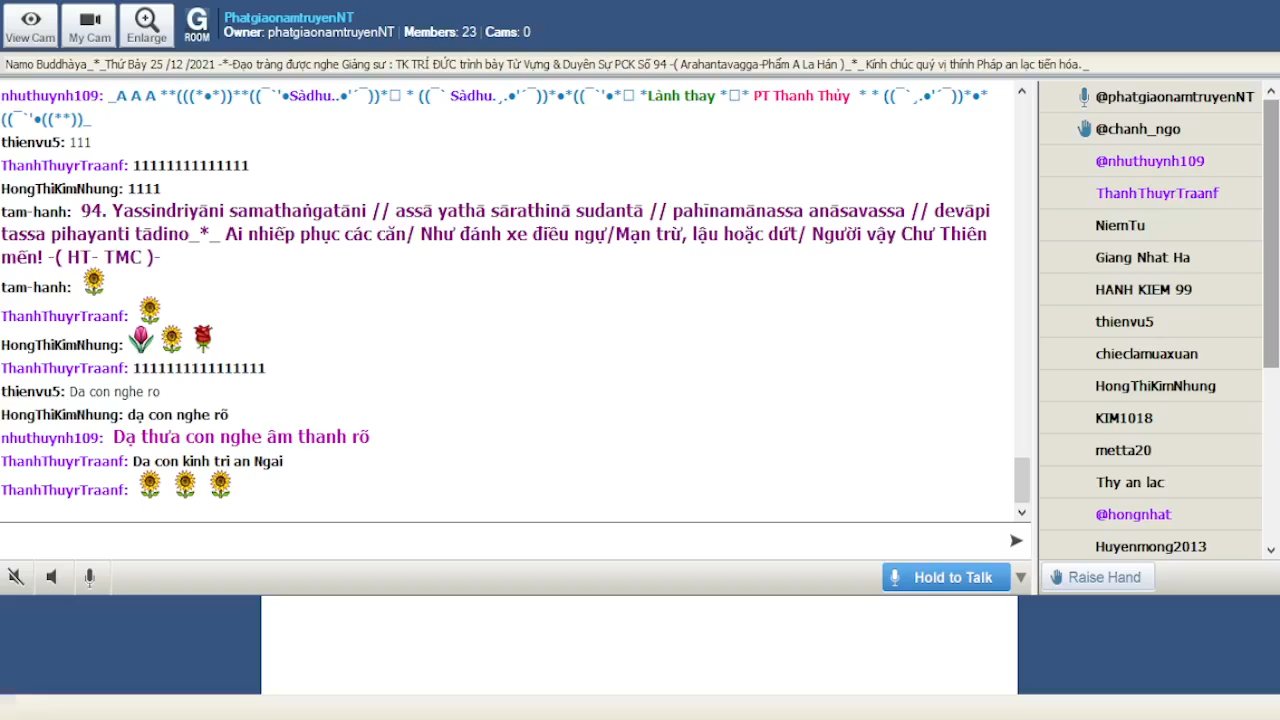 PhatgiaonamtruyenNT
Owner: phatgiaonamtruyenNT | Members: 23 | Cams: 0
View Cam
My Cam
Enlarge
G
ROOM
Namo Buddhàya_*_Thứ Bảy 25 /12 /2021 -*-Đạo tràng được nghe Giảng sư : TK TRÍ ĐỨC trình bày Từ Vựng & Duyên Sự PCK Số 94 -( Arahantavagga-Phẩm A La Hán )_*_ Kính chúc quý vị thính Pháp an lạc tiến hóa._
nhuthuynh109: _A A A **(((*•*))**((¯`'•Sàdhu..•'´¯))*□ * ((¯` Sàdhu.¸.•'´¯))*•*((¯`'•*□ *Lành thay *□* PT Thanh Thủy * * ((¯`¸.•'´¯))*•*
((¯`'•((**))_
thienvu5: 111
ThanhThuyrTraanf: 11111111111111
HongThiKimNhung: 1111
tam-hanh: 94. Yassindriyāni samathaṅgatāni // assā yathā sārathinā sudantā // pahīnamānassa anāsavassa // devāpi
tassa pihayanti tādino_*_ Ai nhiếp phục các căn/ Như đánh xe điều ngự/Mạn trừ, lậu hoặc dứt/ Người vậy Chư Thiên
mến! -( HT- TMC )-
tam-hanh:
ThanhThuyrTraanf:
HongThiKimNhung:
ThanhThuyrTraanf: 1111111111111111
thienvu5: Da con nghe ro
HongThiKimNhung: dạ con nghe rõ
nhuthuynh109: Dạ thưa con nghe âm thanh rõ
ThanhThuyrTraanf: Da con kinh tri an Ngai
ThanhThuyrTraanf:
@phatgiaonamtruyenNT
@chanh_ngo
@nhuthuynh109
ThanhThuyrTraanf
NiemTu
Giang Nhat Ha
HANH KIEM 99
thienvu5
chieclamuaxuan
HongThiKimNhung
KIM1018
metta20
Thy an lac
@hongnhat
Huyenmong2013
Hold to Talk
Raise Hand